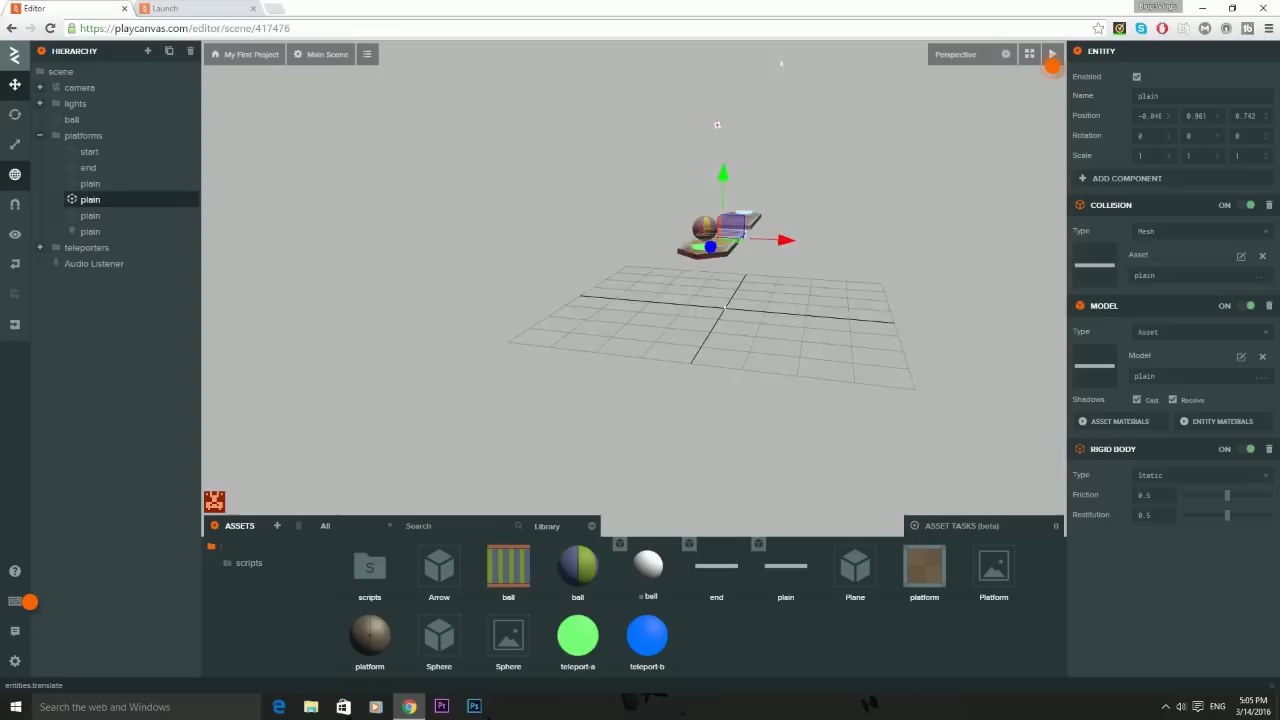 Editor
Launch
Blop3Vlogs
https://playcanvas.com/editor/scene/417476
HIERARCHY
scene
camera
lights
ball
platforms
start
end
plain
plain
plain
plain
teleporters
Audio Listener
My First Project
Main Scene
Perspective
ENTITY
Enabled
Name
plain
Position
-0.046 X
0.961 Y
0.742 Z
Rotation
0 X
0 Y
0 Z
Scale
1 X
1 Y
1 Z
ADD COMPONENT
COLLISION
ON
Type
Mesh
Asset
plain
...
MODEL
ON
Type
Asset
Model
plain
...
Shadows
Cast
Receive
ASSET MATERIALS
ENTITY MATERIALS
RIGID BODY
ON
Type
Static
Friction
0.5
Restitution
0.5
ASSETS
All
Search
Library
ASSET TASKS (beta)
0
/
scripts
S
scripts
Arrow
ball
ball
ball
end
plain
Plane
platform
Platform
platform
Sphere
Sphere
teleport-a
teleport-b
entities.translate
0
Search the web and Windows
Pr
Ps
ENG
5:05 PM
3/14/2016